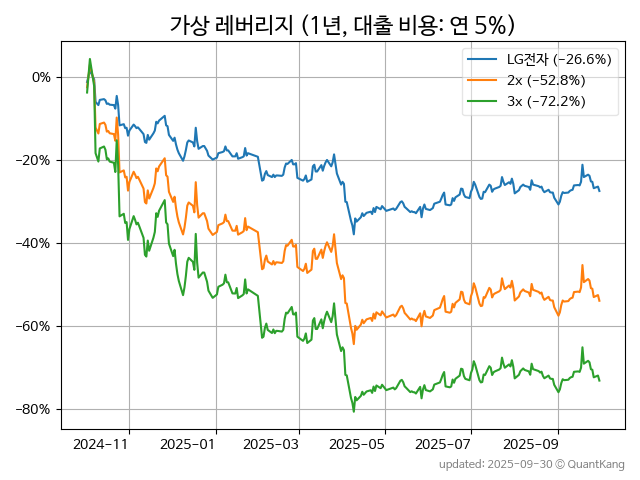 가상 레버리지 (1년, 대출 비용: 연 5%)
LG전자 (−26.6%)
2x (−52.8%)
3x (−72.2%)
0%
−20%
−40%
−60%
−80%
2024−11 2025−01 2025−03 2025−05 2025−07 2025−09
updated: 2025-09-30 © QuantKang